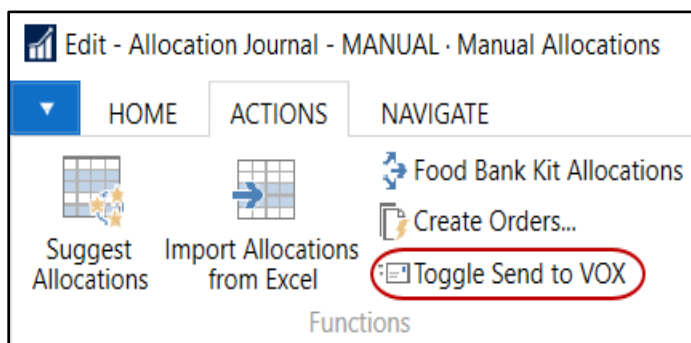 Edit - Allocation Journal - MANUAL · Manual Allocations
HOME ACTIONS NAVIGATE
Suggest
Allocations
Import Allocations
from Excel
Food Bank Kit Allocations
Create Orders...
Toggle Send to VOX
Functions